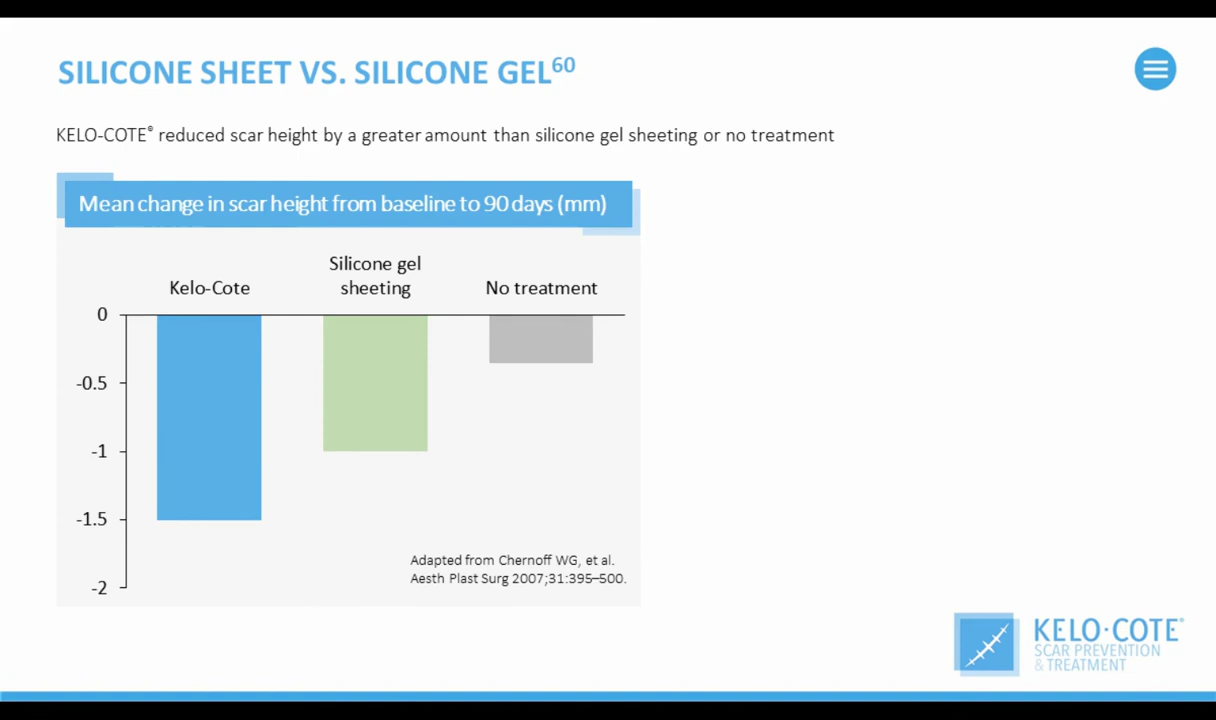 SILICONE SHEET VS. SILICONE GEL60
KELO-COTE® reduced scar height by a greater amount than silicone gel sheeting or no treatment
Mean change in scar height from baseline to 90 days (mm)
Kelo-Cote
Silicone gel
sheeting
No treatment
0
-0.5
-1
-1.5
-2
Adapted from Chernoff WG, et al.
Aesth Plast Surg 2007;31:395–500.
KELO·COTE®
SCAR PREVENTION
& TREATMENT